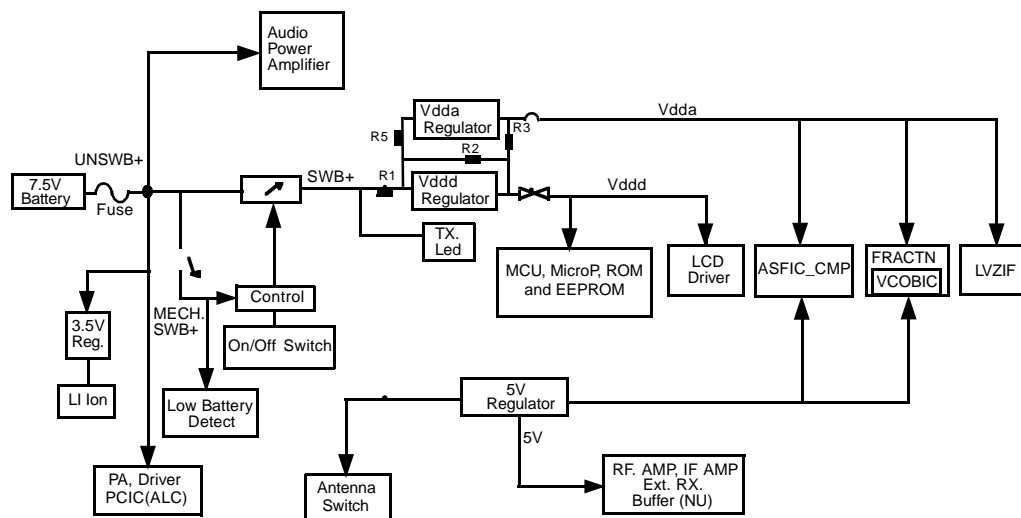 Audio
Power
Amplifier
Vdda
Regulator
R5
R3
R2
Vdda
UNSWB+
7.5V
Battery
Fuse
SWB+
R1
Vddd
Regulator
Vddd
TX.
Led
MCU, MicroP, ROM
and EEPROM
LCD
Driver
ASFIC_CMP
FRACTN
VCOBIC
LVZIF
Control
MECH.
SWB+
On/Off Switch
3.5V
Reg.
LI Ion
Low Battery
Detect
5V
Regulator
5V
PA, Driver
PCIC(ALC)
Antenna
Switch
RF. AMP, IF AMP
Ext. RX.
Buffer (NU)